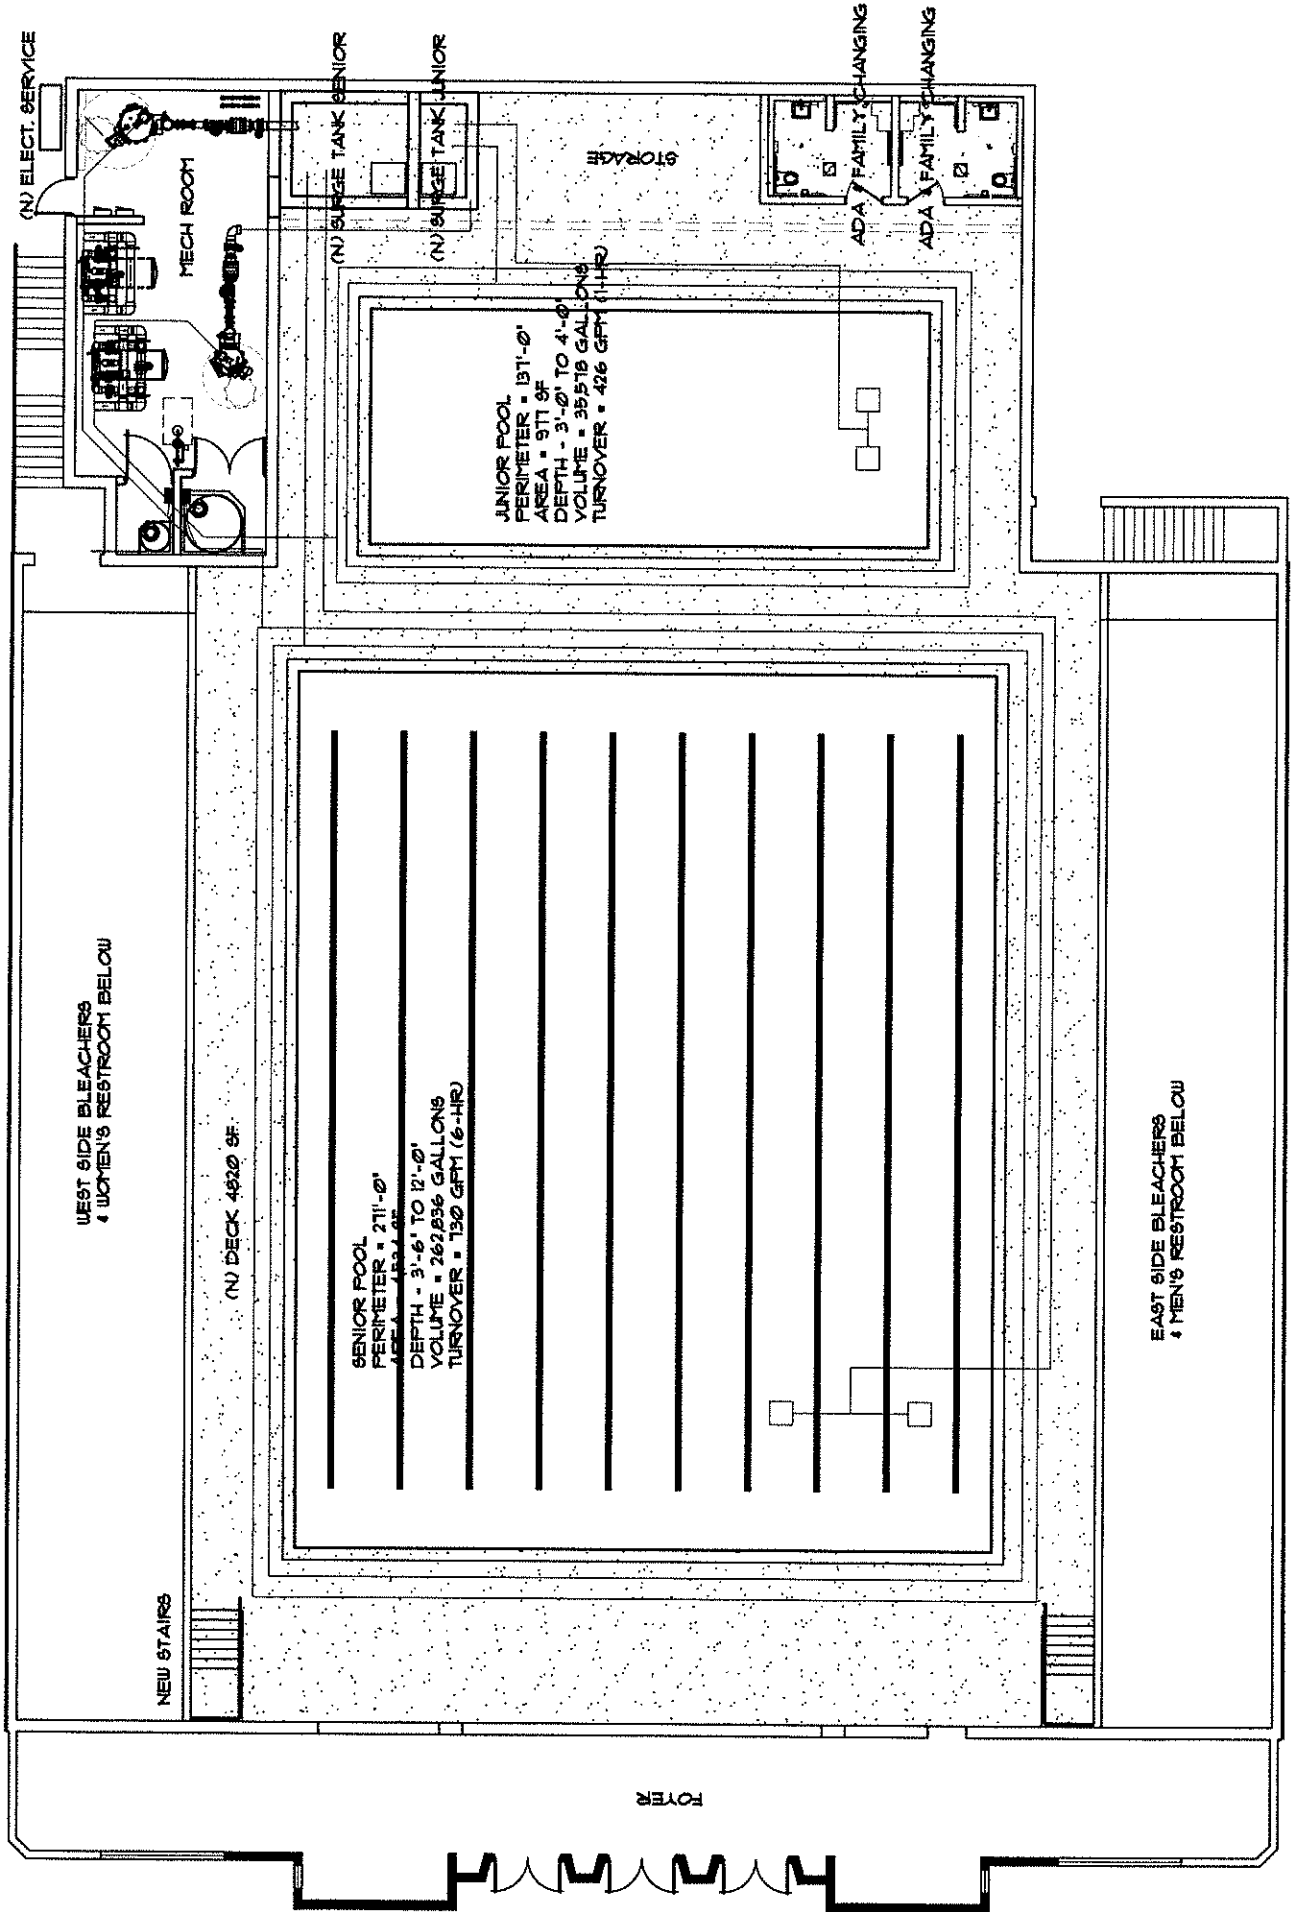 (N) ELECT. SERVICE
MECH ROOM
(N) SURGE TANK SENIOR
(N) SURGE TANK JUNIOR
STORAGE
ADA & FAMILY CHANGING
ADA & FAMILY CHANGING
JUNIOR POOL
PERIMETER = 137'-0"
AREA = 977 SF
DEPTH - 3'-0" TO 4'-0"
VOLUME = GALLONS
TURNOVER = 426 GPM (1-HR)
WEST SIDE BLEACHERS
& WOMEN'S RESTROOM BELOW
(N) DECK 4820 SF
SENIOR POOL
PERIMETER = 271'-0"
AREA = SF
DEPTH - 3'-6" TO 12'-0"
VOLUME = 262,836 GALLONS
TURNOVER = 730 GPM (6-HR)
EAST SIDE BLEACHERS
& MEN'S RESTROOM BELOW
NEW STAIRS
FOYER